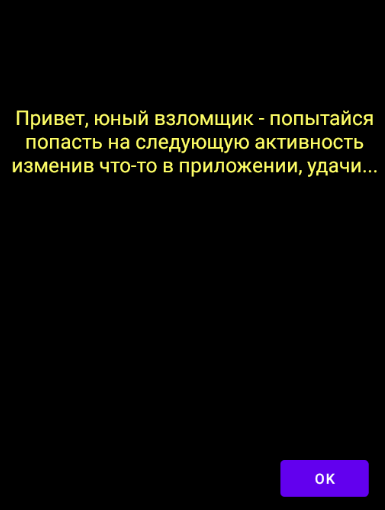 Привет, юный взломщик - попытайся
попасть на следующую активность
изменив что-то в приложении, удачи...
OK